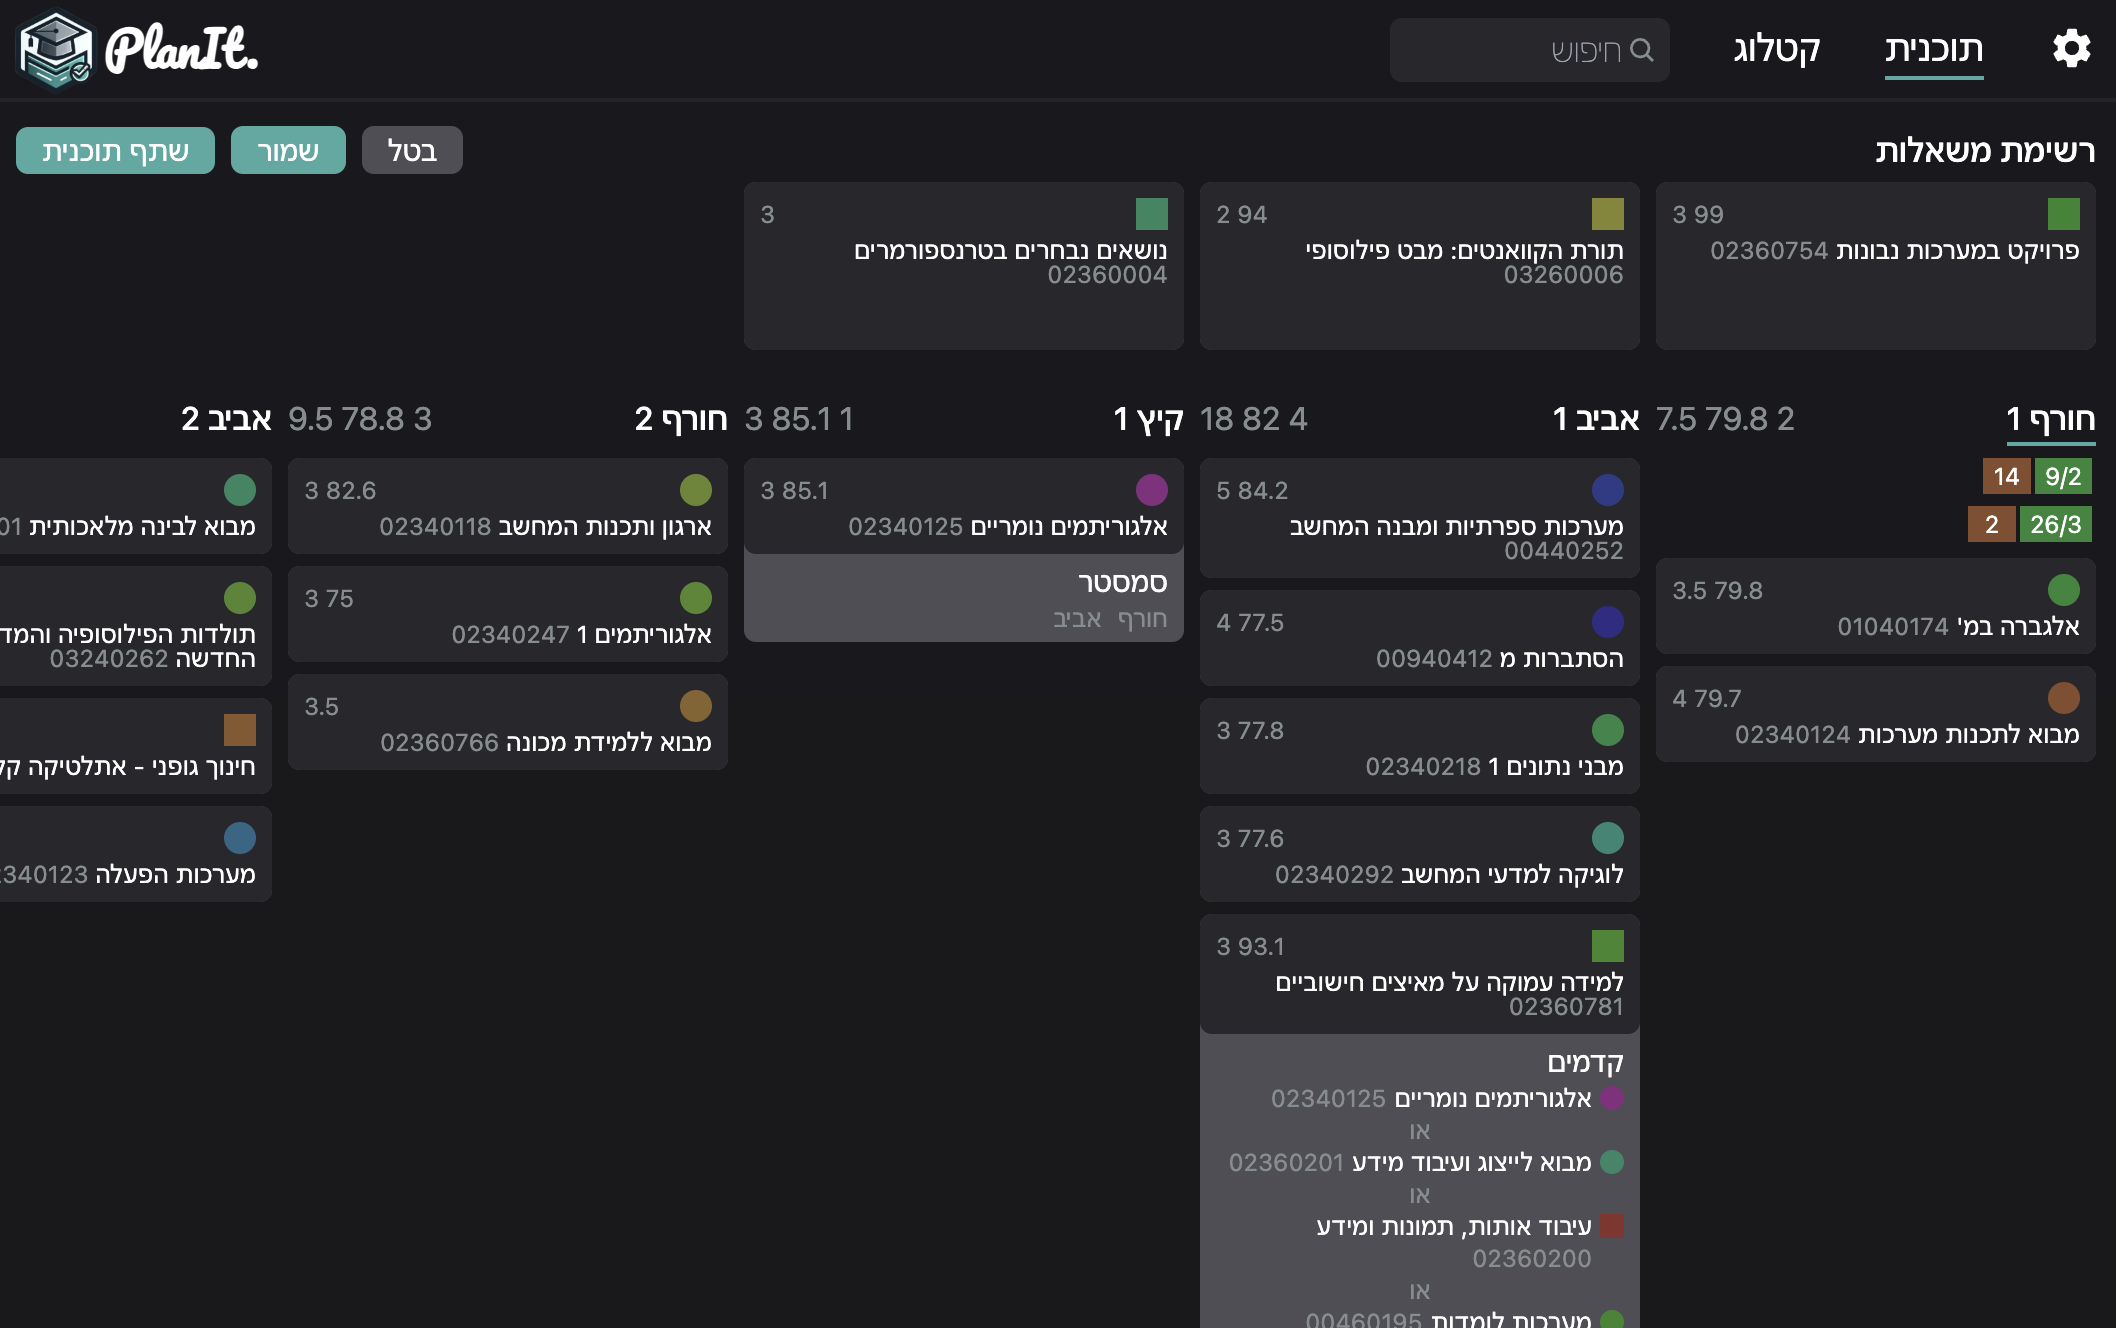 תוכנית
קטלוג
חיפוש
PlanIt.
רשימת משאלות
בטל
שמור
שתף תוכנית
3 99
פרויקט במערכות נבונות 02360754
2 94
תורת הקוואנטים: מבט פילוסופי
03260006
3
נושאים נבחרים בטרנספורמרים
02360004
חורף 1
7.5 79.8 2
9/2 14
26/3 2
3.5 79.8
אלגברה במ' 01040174
4 79.7
מבוא לתכנות מערכות 02340124
אביב 1
18 82 4
5 84.2
מערכות ספרתיות ומבנה המחשב
00440252
4 77.5
הסתברות מ 00940412
3 77.8
מבני נתונים 1 02340218
3 77.6
לוגיקה למדעי המחשב 02340292
3 93.1
למידה עמוקה על מאיצים חישוביים
02360781
קדמים
אלגוריתמים נומריים 02340125
או
מבוא לייצוג ועיבוד מידע 02360201
או
עיבוד אותות, תמונות ומידע
02360200
או
מערכות לומדות 00460195
קיץ 1
3 85.1 1
3 85.1
אלגוריתמים נומריים 02340125
סמסטר
חורף אביב
חורף 2
9.5 78.8 3
3 82.6
ארגון ותכנות המחשב 02340118
3 75
אלגוריתמים 1 02340247
3.5
מבוא ללמידת מכונה 02360766
אביב 2
מבוא לבינה מלאכותית
תולדות הפילוסופיה
החדשה 03240262
חינוך גופני - אתלטיקה
מערכות הפעלה 340123